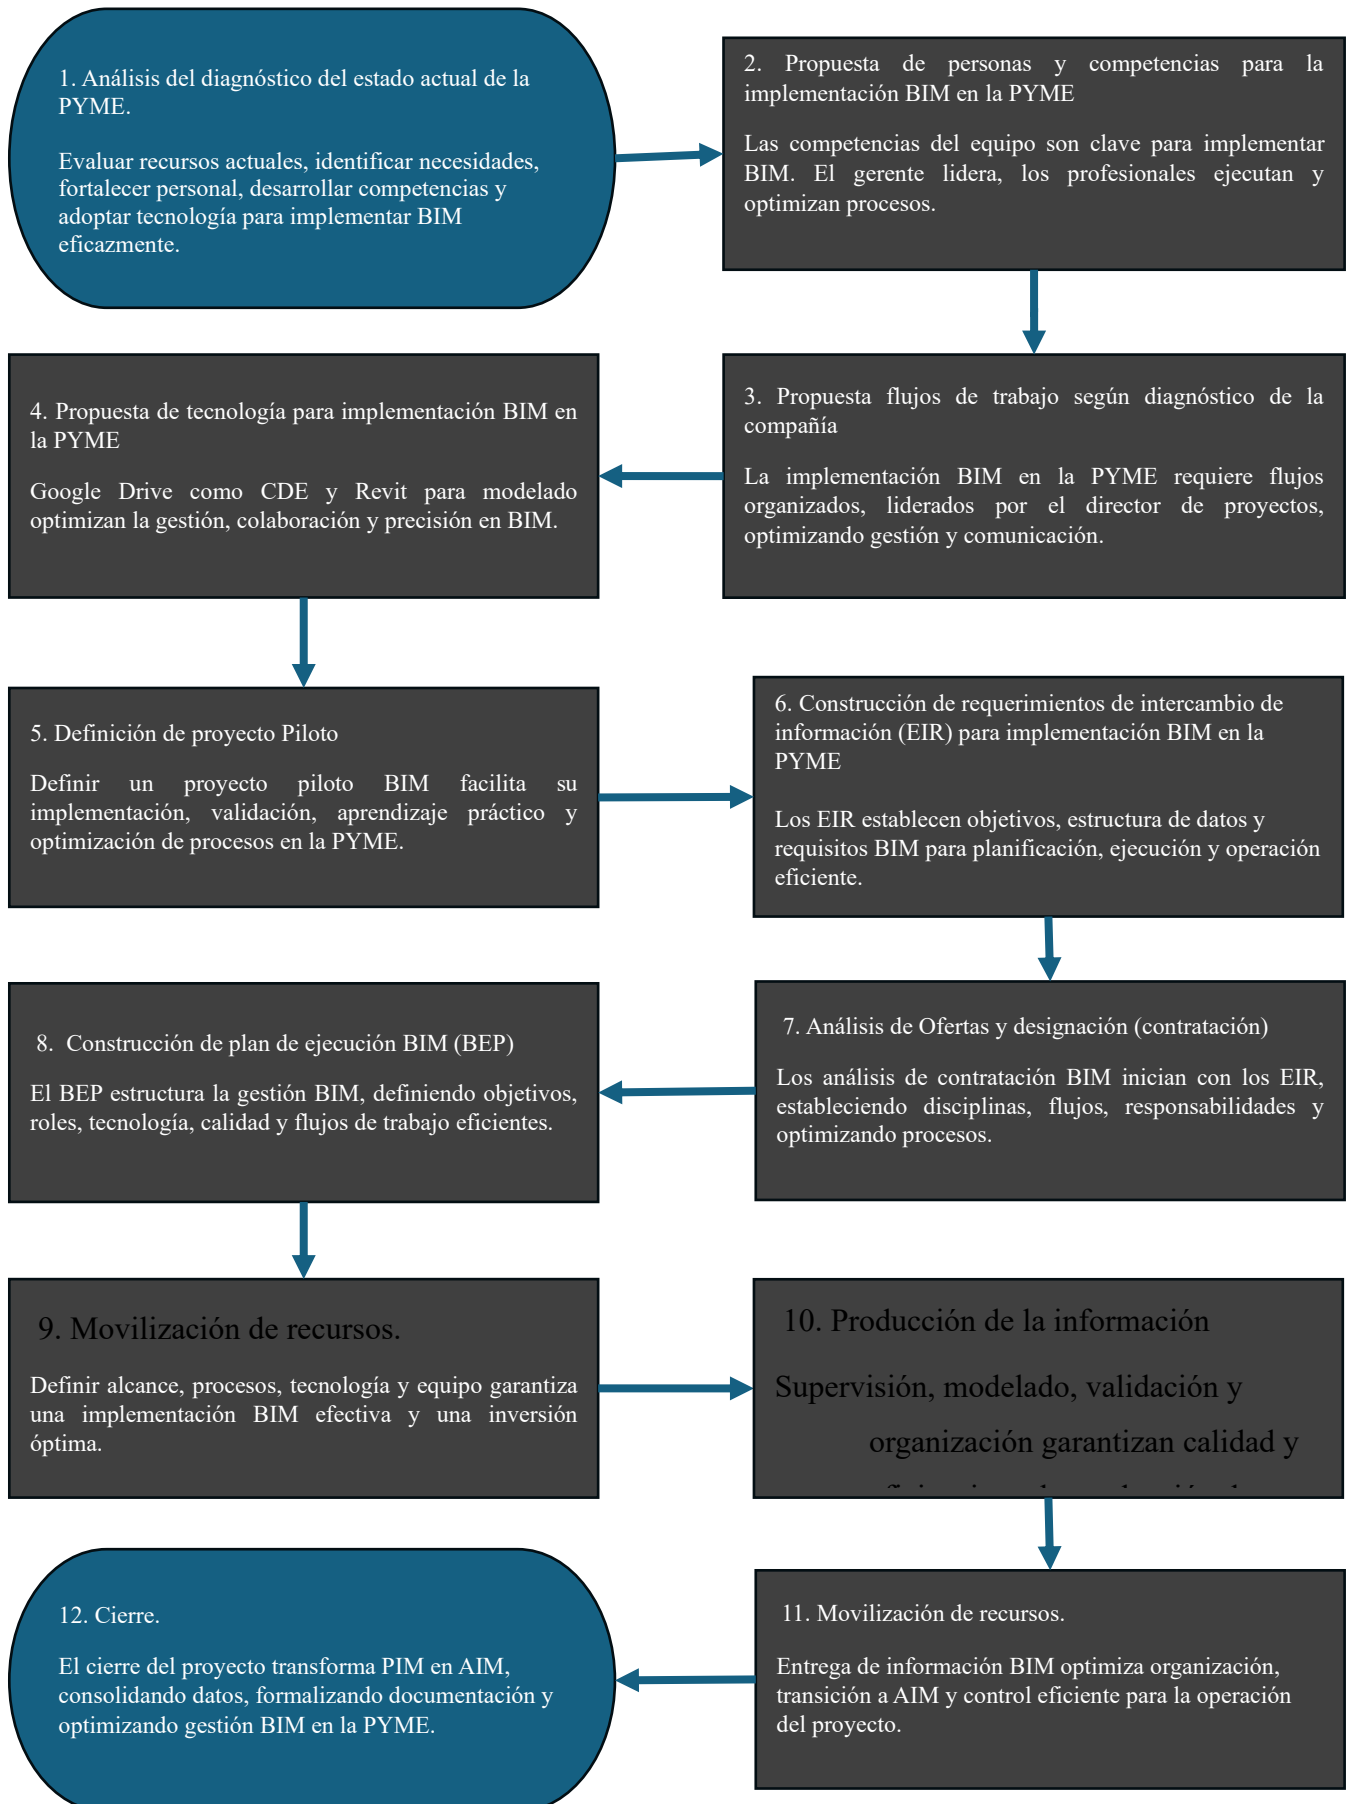 1. Análisis del diagnóstico del estado actual de la
PYME.
Evaluar recursos actuales, identificar necesidades,
fortalecer personal, desarrollar competencias y
adoptar tecnología para implementar BIM
eficazmente.
2. Propuesta de personas y competencias para la
implementación BIM en la PYME
Las competencias del equipo son clave para implementar
BIM. El gerente lidera, los profesionales ejecutan y
optimizan procesos.
3. Propuesta flujos de trabajo según diagnóstico de la
compañía
La implementación BIM en la PYME requiere flujos
organizados, liderados por el director de proyectos,
optimizando gestión y comunicación.
4. Propuesta de tecnología para implementación BIM en
la PYME
Google Drive como CDE y Revit para modelado
optimizan la gestión, colaboración y precisión en BIM.
5. Definición de proyecto Piloto
Definir un proyecto piloto BIM facilita su
implementación, validación, aprendizaje práctico y
optimización de procesos en la PYME.
6. Construcción de requerimientos de intercambio de
información (EIR) para implementación BIM en la
PYME
Los EIR establecen objetivos, estructura de datos y
requisitos BIM para planificación, ejecución y operación
eficiente.
7. Análisis de Ofertas y designación (contratación)
Los análisis de contratación BIM inician con los EIR,
estableciendo disciplinas, flujos, responsabilidades y
optimizando procesos.
8. Construcción de plan de ejecución BIM (BEP)
El BEP estructura la gestión BIM, definiendo objetivos,
roles, tecnología, calidad y flujos de trabajo eficientes.
9. Movilización de recursos.
Definir alcance, procesos, tecnología y equipo garantiza
una implementación BIM efectiva y una inversión
óptima.
10. Producción de la información
Supervisión, modelado, validación y
organización garantizan calidad y
11. Movilización de recursos.
Entrega de información BIM optimiza organización,
transición a AIM y control eficiente para la operación
del proyecto.
12. Cierre.
El cierre del proyecto transforma PIM en AIM,
consolidando datos, formalizando documentación y
optimizando gestión BIM en la PYME.